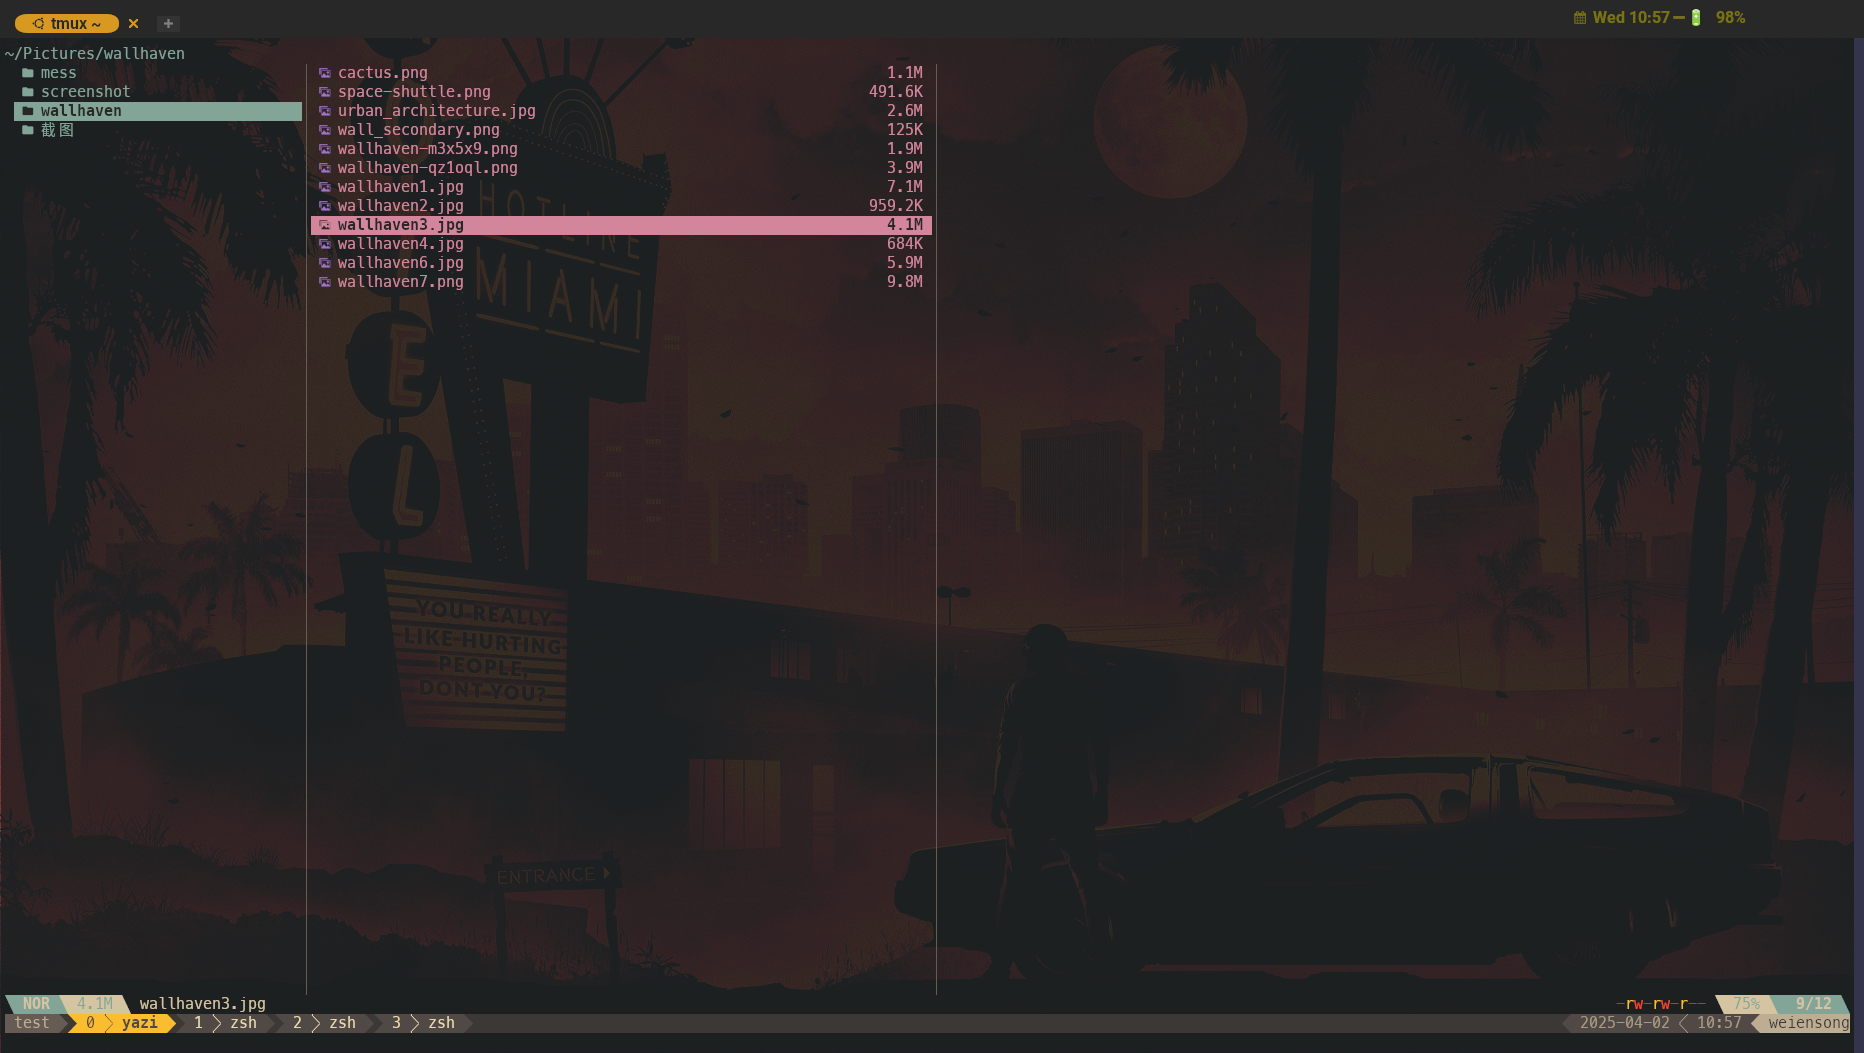 tmux ~ × +
Wed 10:57 98%
~/Pictures/wallhaven
mess
screenshot
wallhaven
截图
cactus.png 1.1M
space-shuttle.png 491.6K
urban_architecture.jpg 2.6M
wall_secondary.png 125K
wallhaven-m3x5x9.png 1.9M
wallhaven-qz1oql.png 3.9M
wallhaven1.jpg 7.1M
wallhaven2.jpg 959.2K
wallhaven3.jpg 4.1M
wallhaven4.jpg 684K
wallhaven6.jpg 5.9M
wallhaven7.png 9.8M
HOTLINE
MIAMI
E
L
YOU REALLY
LIKE HURTING
PEOPLE,
DONT YOU?
ENTRANCE
NOR 4.1M wallhaven3.jpg -rw-rw-r-- 75% 9/12
test 0 yazi 1 zsh 2 zsh 3 zsh 2025-04-02 10:57 weiensong